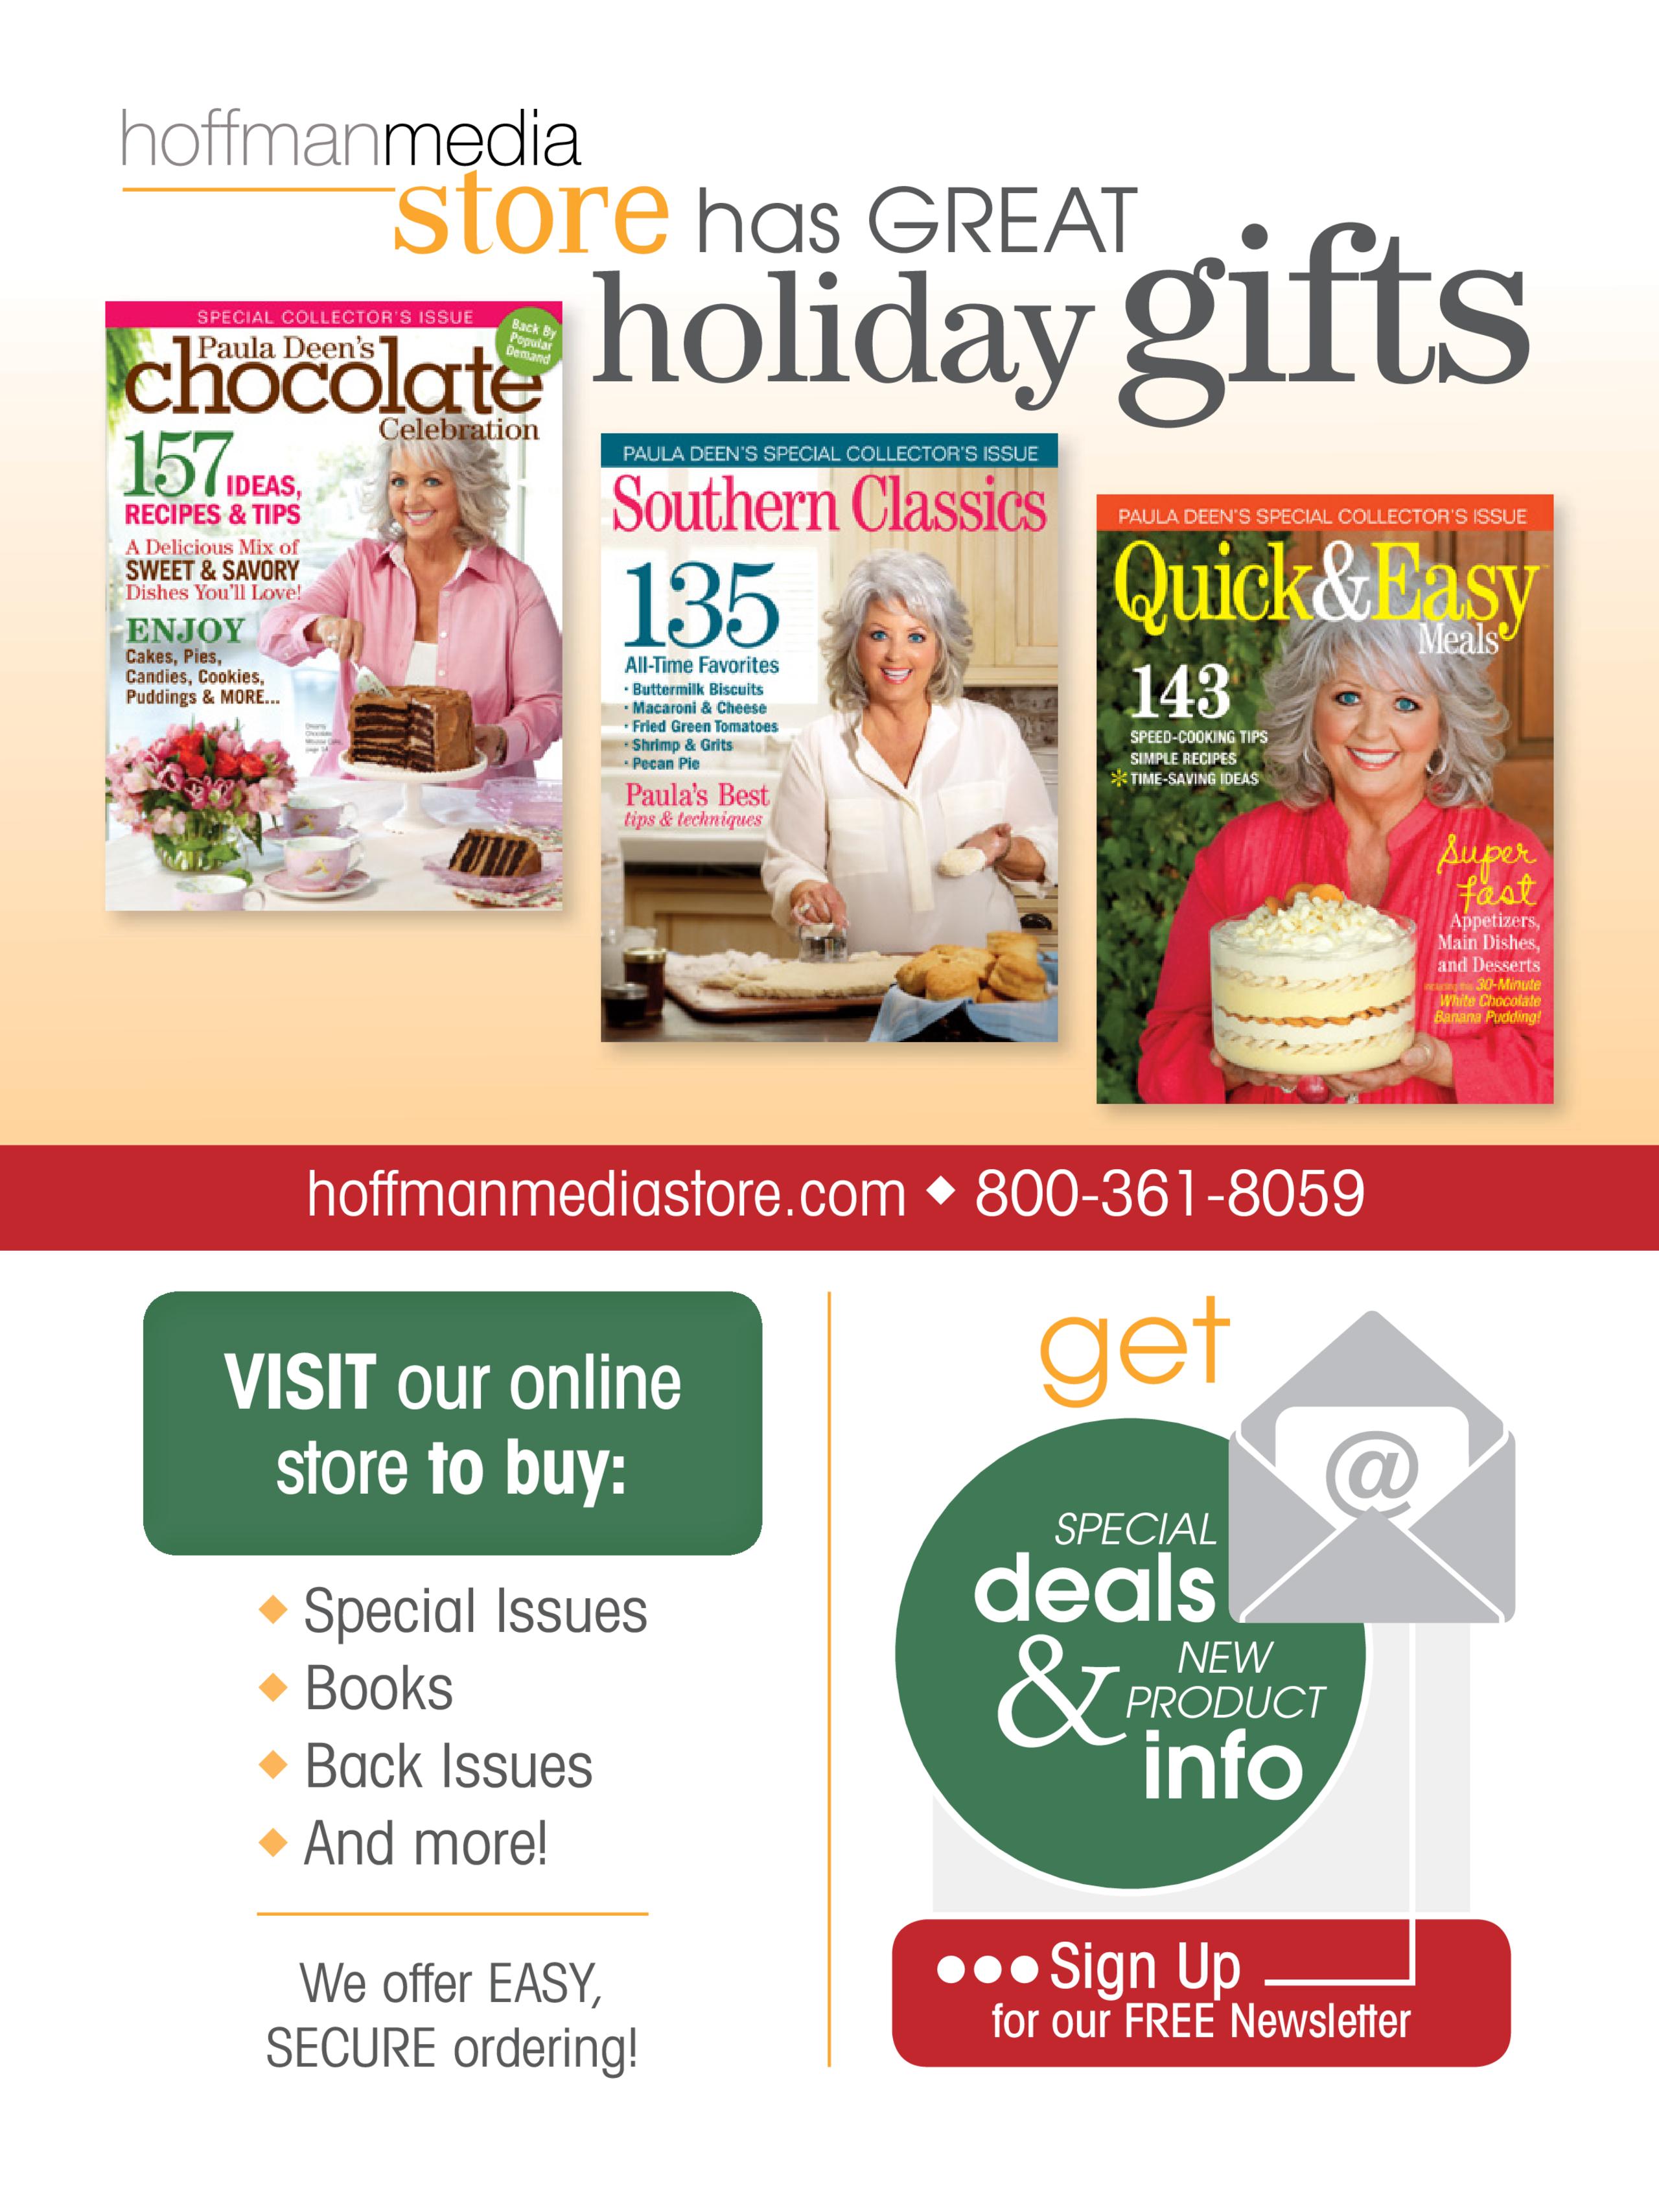 hoffmanmedia
store has GREAT
holiday gifts
SPECIAL COLLECTOR'S ISSUE
Back By
Popular
Demand
Paula Deen's
chocolate
Celebration
157 IDEAS,
RECIPES & TIPS
A Delicious Mix of
SWEET & SAVORY
Dishes You'll Love!
ENJOY
Cakes, Pies,
Candies, Cookies,
Puddings & MORE...
PAULA DEEN'S SPECIAL COLLECTOR'S ISSUE
Southern Classics
135
All-Time Favorites
• Buttermilk Biscuits
• Macaroni & Cheese
• Fried Green Tomatoes
• Shrimp & Grits
• Pecan Pie
Paula's Best
tips & techniques
PAULA DEEN'S SPECIAL COLLECTOR'S ISSUE
Quick&Easy
Meals
143
SPEED-COOKING TIPS
SIMPLE RECIPES
TIME-SAVING IDEAS
Super
fast
Appetizers,
Main Dishes,
and Desserts
including this 30-Minute
White Chocolate
Banana Pudding!
hoffmanmediastore.com ◆ 800-361-8059
VISIT our online
store to buy:
◆ Special Issues
◆ Books
◆ Back Issues
◆ And more!
We offer EASY,
SECURE ordering!
get
@
SPECIAL
deals
& NEW
PRODUCT
info
Sign Up
for our FREE Newsletter